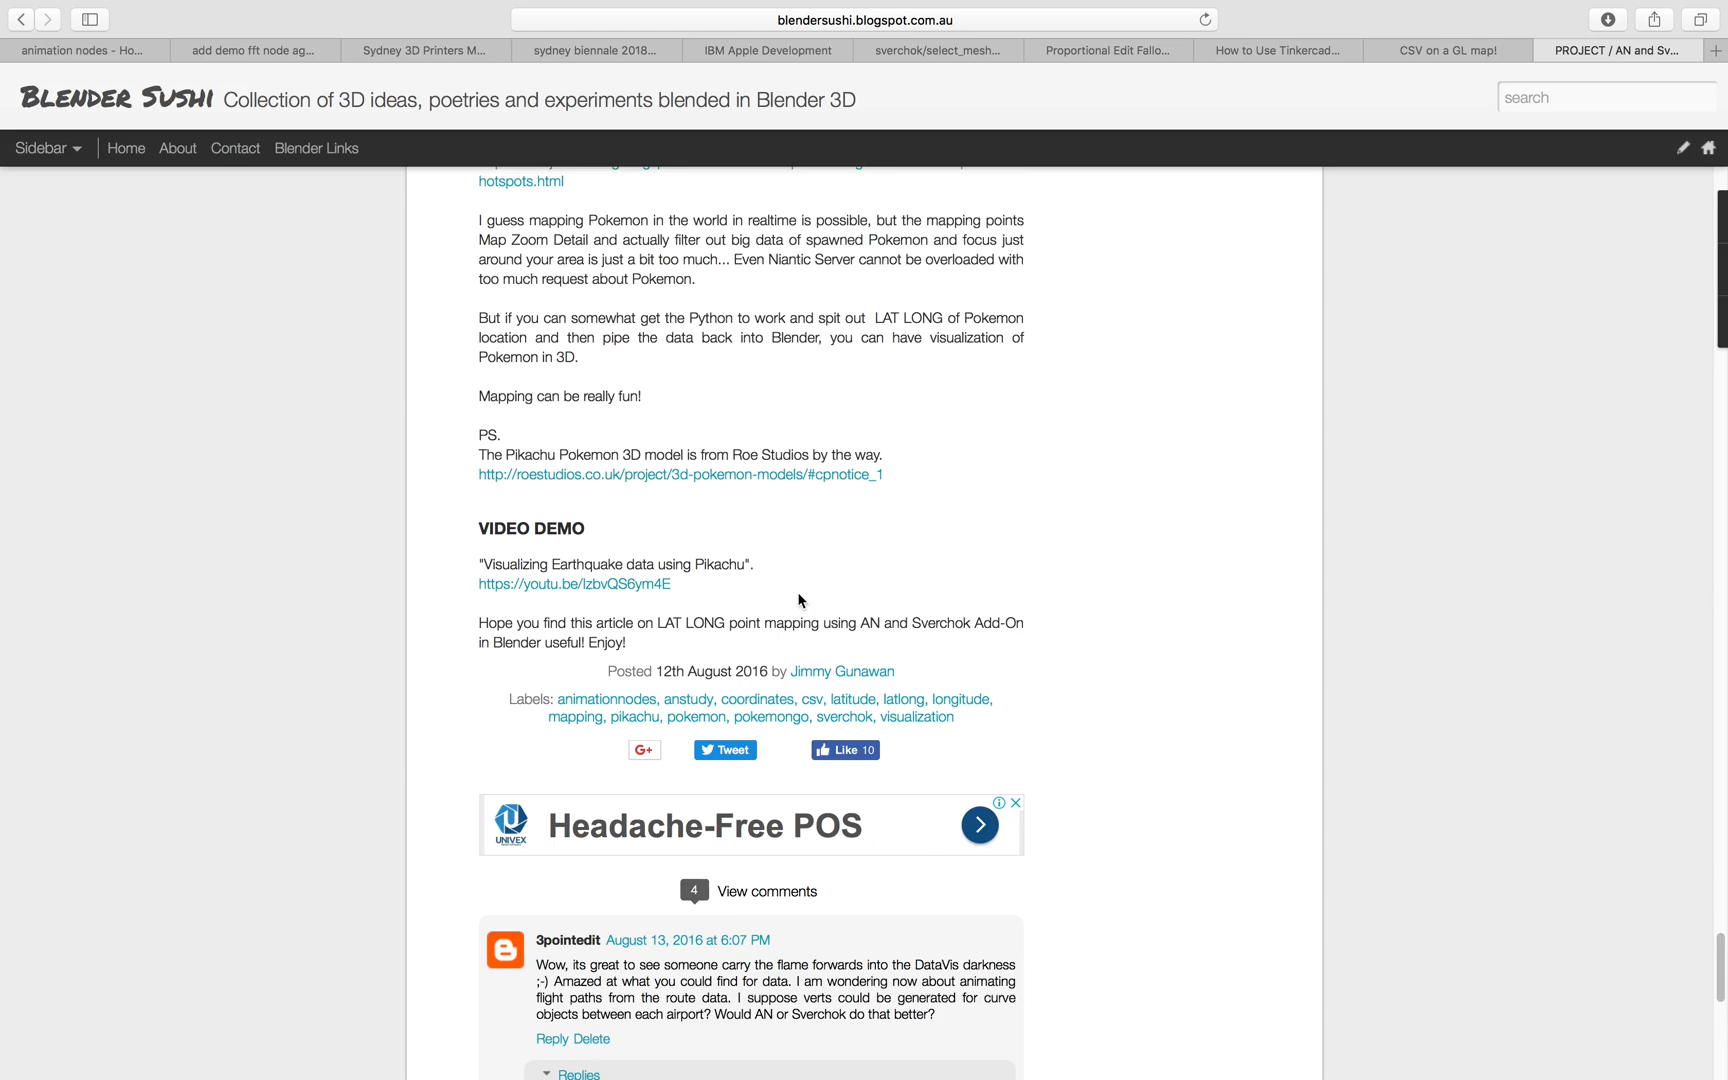 blendersushi.blogspot.com.au
animation nodes - Ho...
add demo fft node ag...
Sydney 3D Printers M...
sydney biennale 2018...
IBM Apple Development
sverchok/select_mesh...
Proportional Edit Fallo...
How to Use Tinkercad...
CSV on a GL map!
PROJECT / AN and Sv...
BLENDER SUSHI Collection of 3D ideas, poetries and experiments blended in Blender 3D
search
Sidebar Home About Contact Blender Links
hotspots.html
I guess mapping Pokemon in the world in realtime is possible, but the mapping points
Map Zoom Detail and actually filter out big data of spawned Pokemon and focus just
around your area is just a bit too much... Even Niantic Server cannot be overloaded with
too much request about Pokemon.
But if you can somewhat get the Python to work and spit out LAT LONG of Pokemon
location and then pipe the data back into Blender, you can have visualization of
Pokemon in 3D.
Mapping can be really fun!
PS.
The Pikachu Pokemon 3D model is from Roe Studios by the way.
http://roestudios.co.uk/project/3d-pokemon-models/#cpnotice_1
VIDEO DEMO
"Visualizing Earthquake data using Pikachu".
https://youtu.be/lzbvQS6ym4E
Hope you find this article on LAT LONG point mapping using AN and Sverchok Add-On
in Blender useful! Enjoy!
Posted 12th August 2016 by Jimmy Gunawan
Labels: animationnodes, anstudy, coordinates, csv, latitude, latlong, longitude,
mapping, pikachu, pokemon, pokemongo, sverchok, visualization
G+ Tweet Like 10
UNIVEX
Headache-Free POS
4 View comments
3pointedit August 13, 2016 at 6:07 PM
Wow, its great to see someone carry the flame forwards into the DataVis darkness
;-) Amazed at what you could find for data. I am wondering now about animating
flight paths from the route data. I suppose verts could be generated for curve
objects between each airport? Would AN or Sverchok do that better?
Reply Delete
Replies